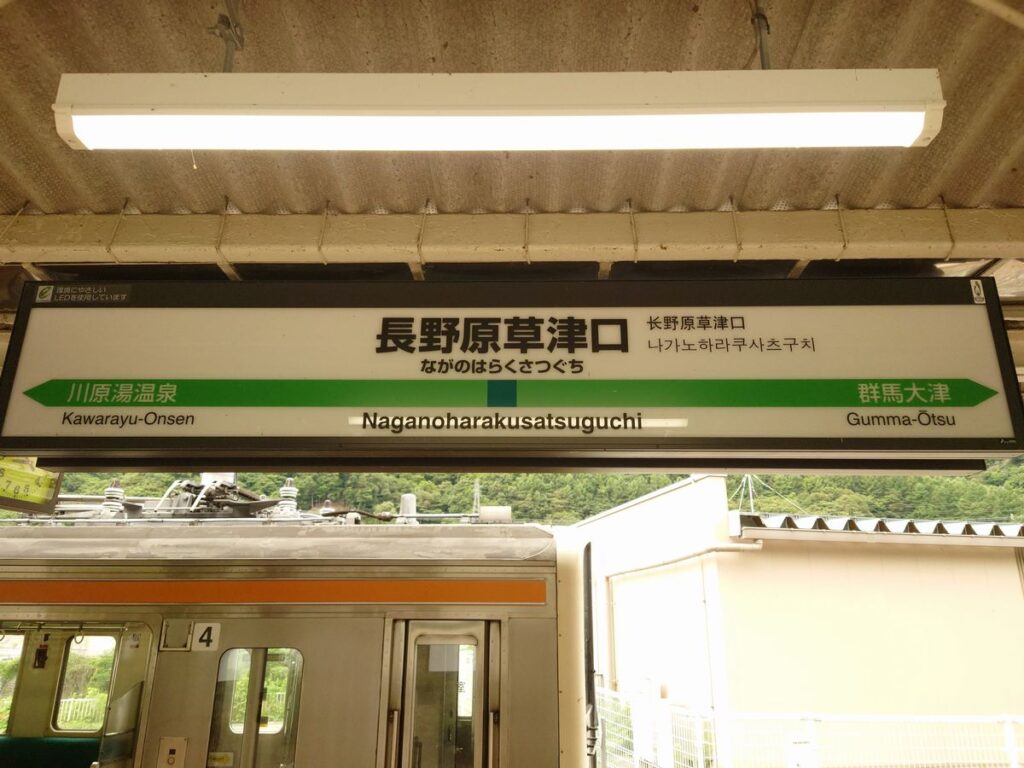 環境にやさしい
LEDを使用しています
長野原草津口
ながのはらくさつぐち
长野原草津口
나가노하라쿠사츠구치
川原湯温泉
群馬大津
Kawarayu-Onsen
Naganoharakusatsuguchi
Gumma-Ōtsu
4